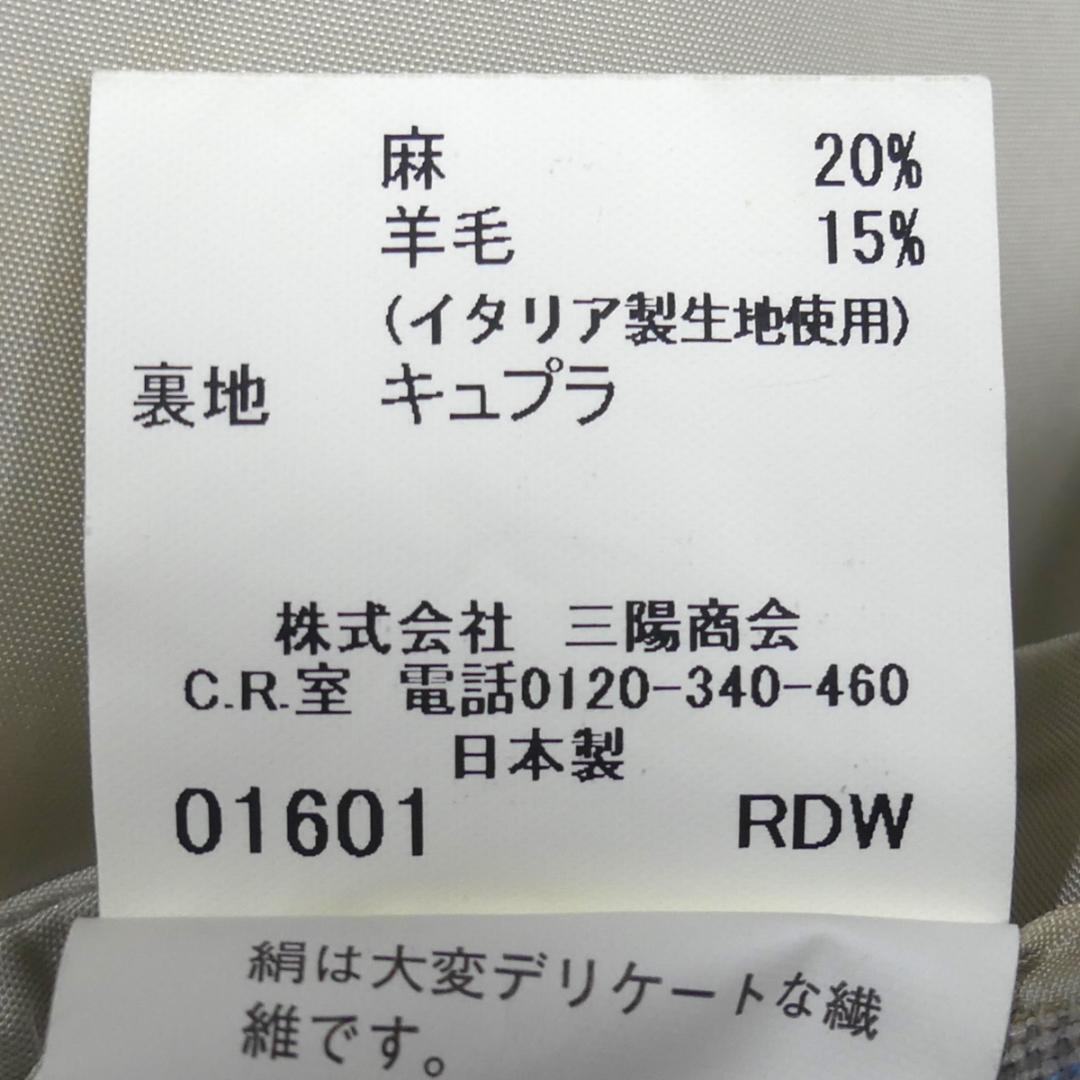 麻 20%
羊毛 15%
(イタリア製生地使用)
裏地 キュプラ
株式会社 三陽商会
C.R.室 電話0120-340-460
日本製
01601 RDW
絹は大変デリケートな繊
維です。